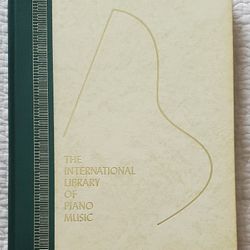 THE
INTERNATIONAL
LIBRARY
OF
PIANO
MUSIC